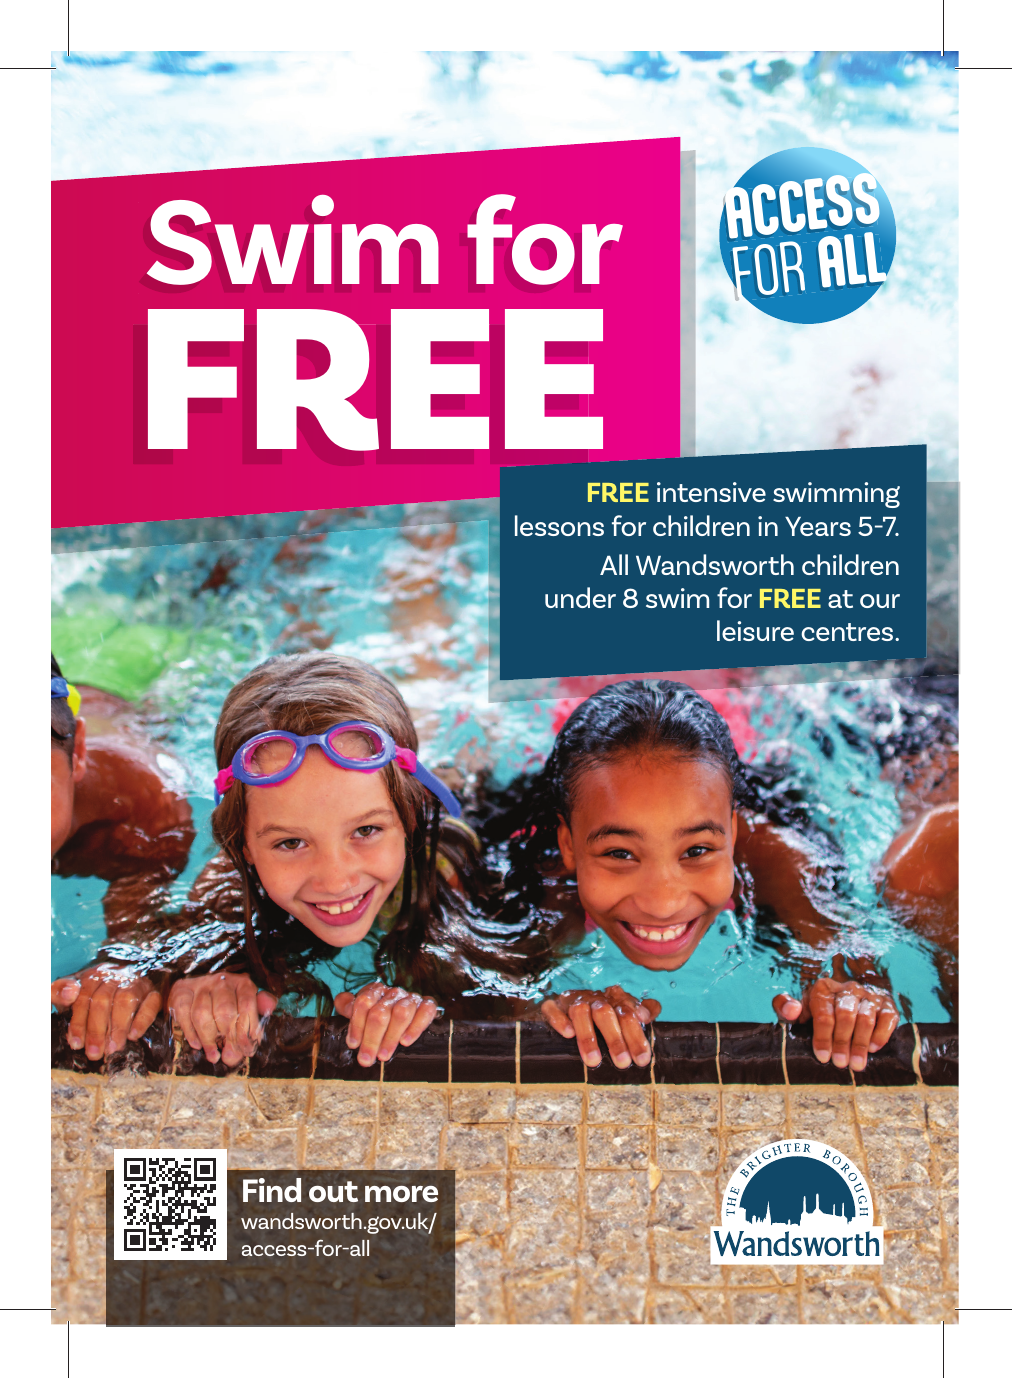 Swim for
FREE
ACCESS
FOR ALL
FREE intensive swimming
lessons for children in Years 5-7.
All Wandsworth children
under 8 swim for FREE at our
leisure centres.
Find out more
wandsworth.gov.uk/
access-for-all
THE BRIGHTER BOROUGH
Wandsworth